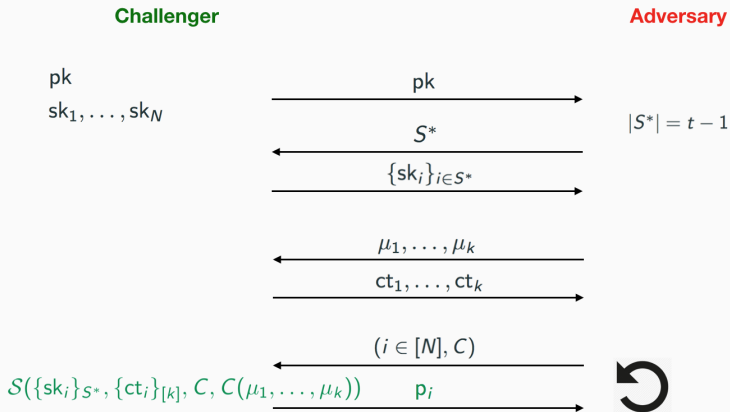 Challenger Adversary
pk pk
sk₁, . . . , sk_N |S*| = t − 1
S*
{sk_i}_{i∈S*}
μ₁, . . . , μ_k
ct₁, . . . , ct_k
(i ∈ [N], C)
𝒮({sk_i}_{S*}, {ct_i}_{[k]}, C, C(μ₁, . . . , μ_k)) p_i